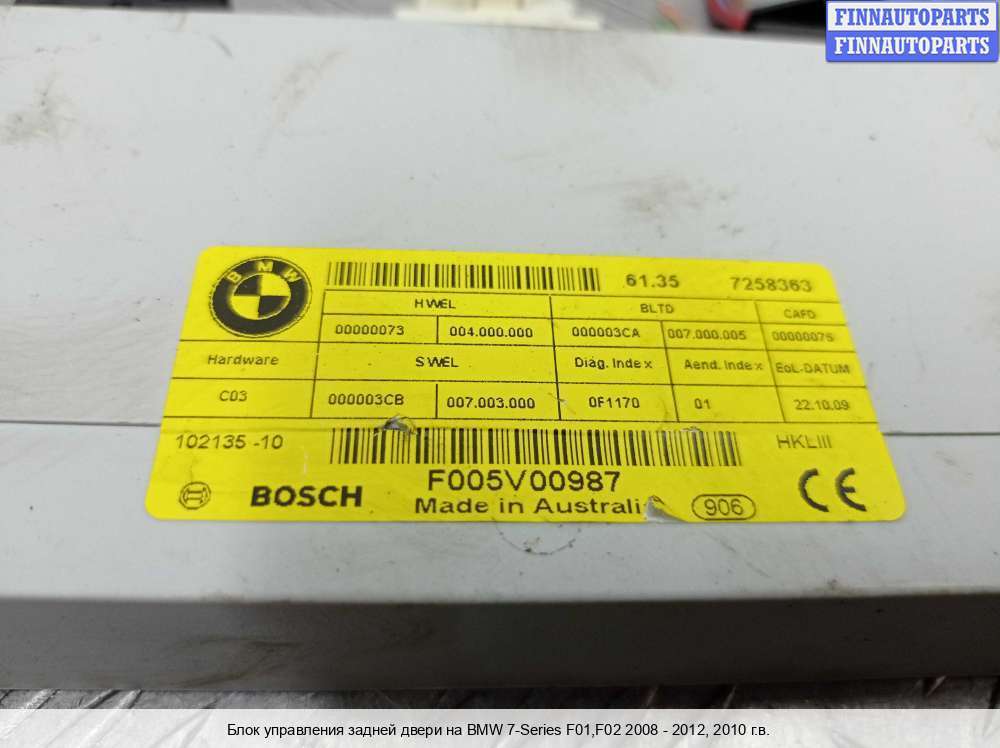 FINNAUTOPARTS
FINNAUTOPARTS
BMW
61.35 7258363
HWEL BLTD CAFD
00000073 004.000.000 000003CA 007.000.005 00000075
Hardware SWEL Diag. Index Aend. Index EoL-DATUM
C03 000003CB 007.003.000 0F1170 01 22.10.09
102135 -10 HKLIII
F005V00987
BOSCH Made in Australi 906 CE
Блок управления задней двери на BMW 7-Series F01,F02 2008 - 2012, 2010 г.в.